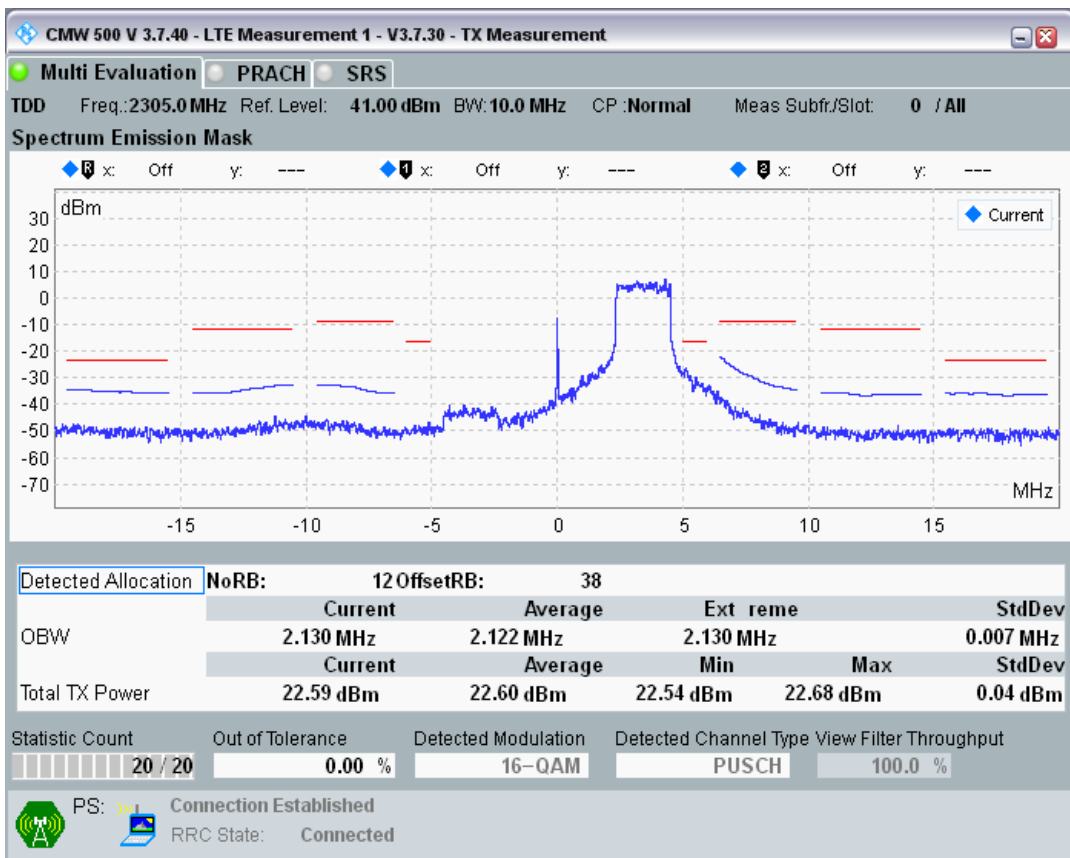 CMW 500 V 3.7.40 - LTE Measurement 1 - V3.7.30 - TX Measurement
Multi Evaluation PRACH SRS
TDD Freq.:2305.0 MHz Ref. Level: 41.00 dBm BW:10.0 MHz CP :Normal Meas Subfr./Slot: 0 / All
Spectrum Emission Mask
R x: Off y: --- 1 x: Off y: --- 2 x: Off y: ---
dBm
Current
30
20
10
0
-10
-20
-30
-40
-50
-60
-70
MHz
-15 -10 -5 0 5 10 15
Detected Allocation NoRB: 12 OffsetRB: 38
Current Average Ext reme StdDev
OBW 2.130 MHz 2.122 MHz 2.130 MHz 0.007 MHz
Current Average Min Max StdDev
Total TX Power 22.59 dBm 22.60 dBm 22.54 dBm 22.68 dBm 0.04 dBm
Statistic Count Out of Tolerance Detected Modulation Detected Channel Type View Filter Throughput
20 / 20 0.00 % 16-QAM PUSCH 100.0 %
PS: Connection Established
RRC State: Connected